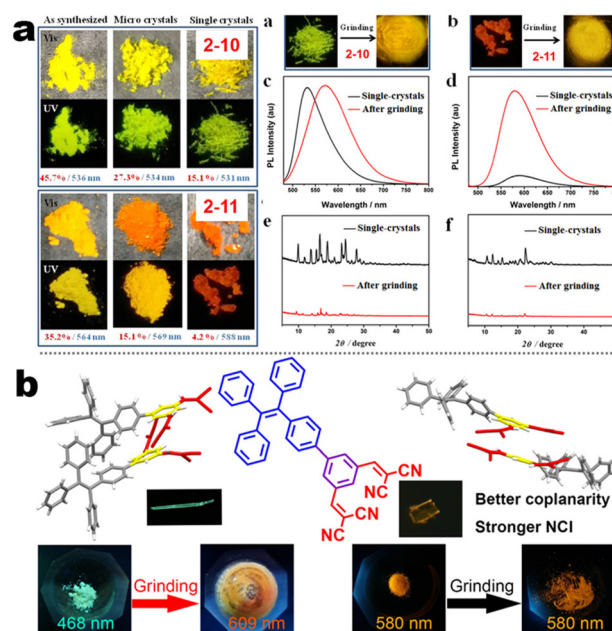 a
As synthesized Micro crystals Single crystals
Vis
2-10
UV
45.7% / 536 nm 27.3% / 534 nm 15.1% / 531 nm
Vis
2-11
UV
35.2% / 564 nm 15.1% / 569 nm 4.2% / 588 nm
a
Grinding
2-10
b
Grinding
2-11
c
Single-crystals
After grinding
PL Intensity (au)
500 550 600 650 700 750 800
Wavelength / nm
d
Single-crystals
After grinding
PL Intensity (au)
500 550 600 650 700 750
Wavelength / nm
e
Single-crystals
After grinding
10 20 30 40 50
2θ / degree
f
Single-crystals
After grinding
10 20 30 40 50
2θ / degree
b
CN
NC
CN
CN
Better coplanarity
Stronger NCI
Grinding
468 nm
609 nm
Grinding
580 nm
580 nm